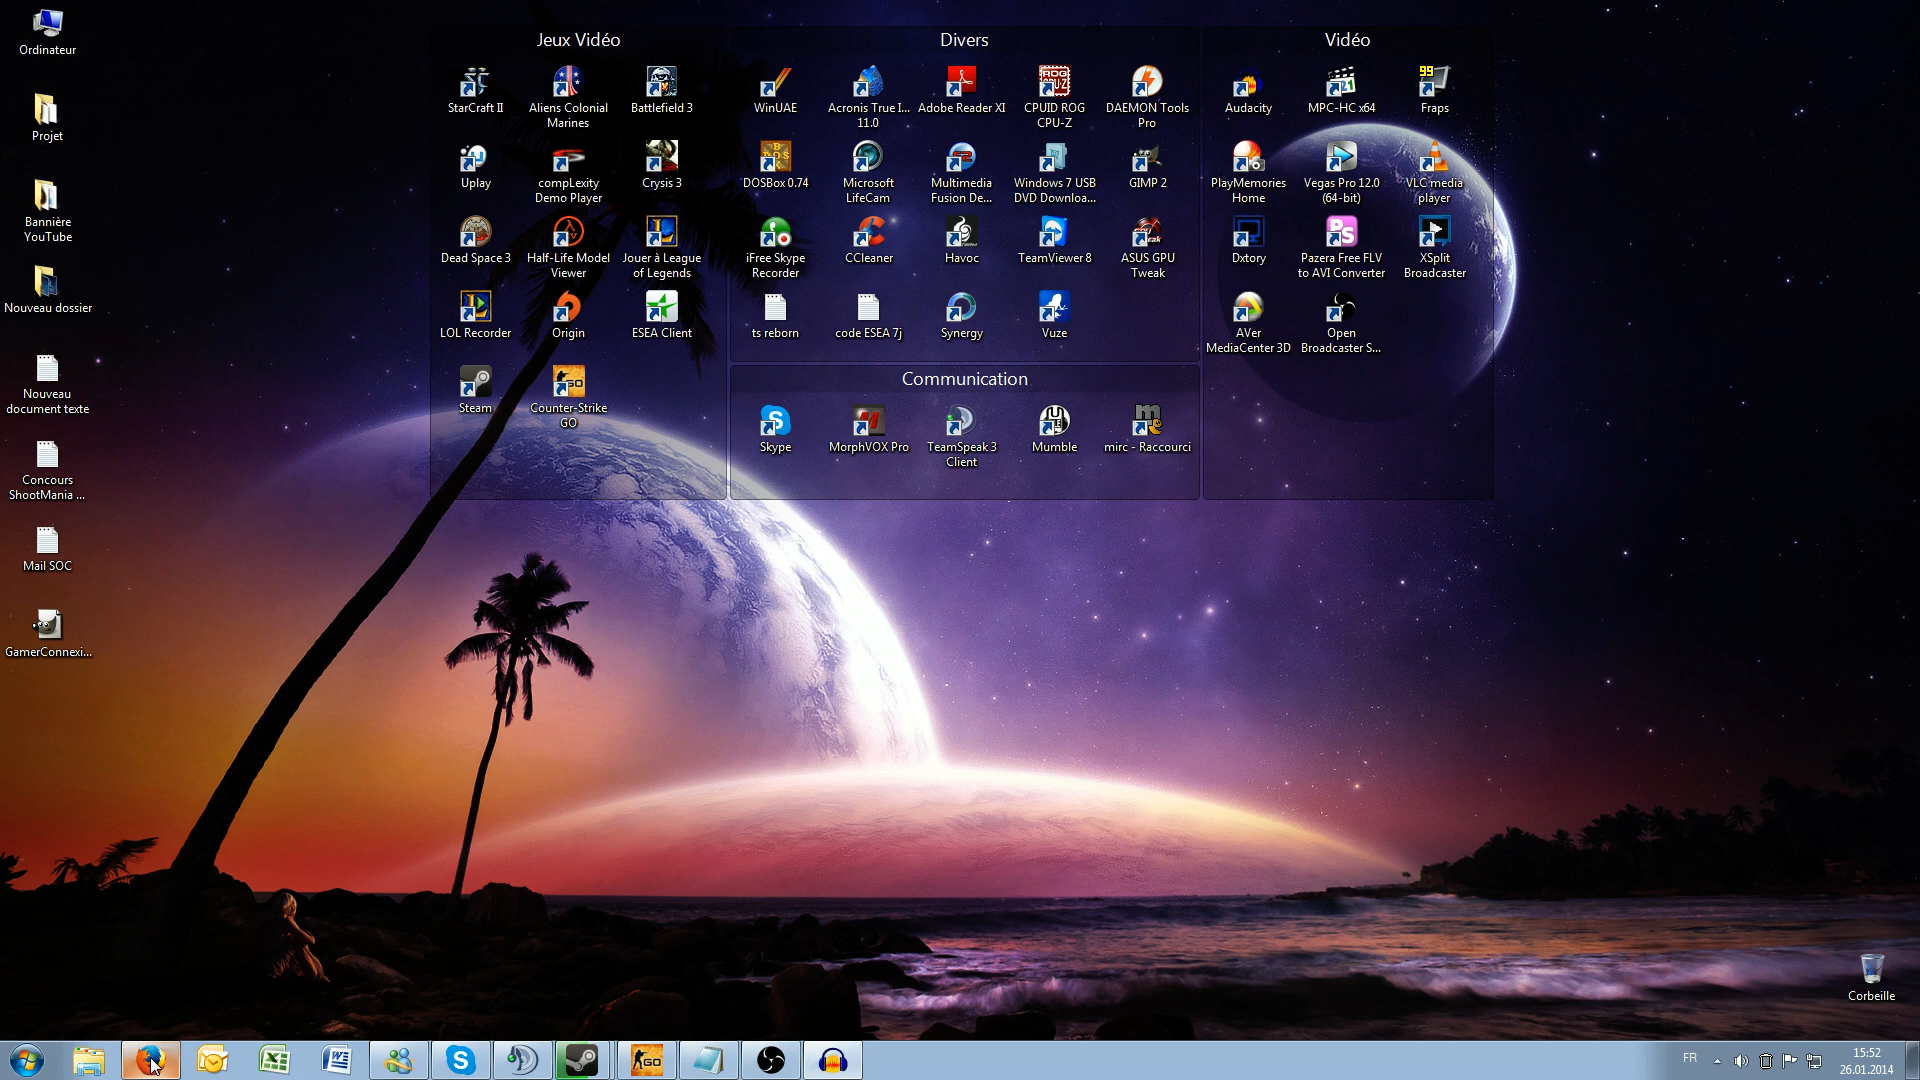 Ordinateur
Projet
Bannière
YouTube
Nouveau dossier
Nouveau
document texte
Concours
ShootMania ...
Mail SOC
GamerConnexi...
Jeux Vidéo
StarCraft II
Aliens Colonial
Marines
Battlefield 3
Uplay
compLexity
Demo Player
Crysis 3
Dead Space 3
Half-Life Model
Viewer
Jouer à League
of Legends
LOL Recorder
Origin
ESEA Client
Steam
Counter-Strike
GO
Divers
WinUAE
Acronis True I...
11.0
Adobe Reader XI
CPUID ROG
CPU-Z
DAEMON Tools
Pro
DOSBox 0.74
Microsoft
LifeCam
Multimedia
Fusion De...
Windows 7 USB
DVD Downloa...
GIMP 2
iFree Skype
Recorder
CCleaner
Havoc
TeamViewer 8
ASUS GPU
Tweak
ts reborn
code ESEA 7j
Synergy
Vuze
Communication
Skype
MorphVOX Pro
TeamSpeak 3
Client
Mumble
mirc - Raccourci
Vidéo
Audacity
MPC-HC x64
99
Fraps
PlayMemories
Home
Vegas Pro 12.0
(64-bit)
VLC media
player
Dxtory
Pazera Free FLV
to AVI Converter
XSplit
Broadcaster
AVer
MediaCenter 3D
Open
Broadcaster S...
Corbeille
GO
FR
15:52
26.01.2014